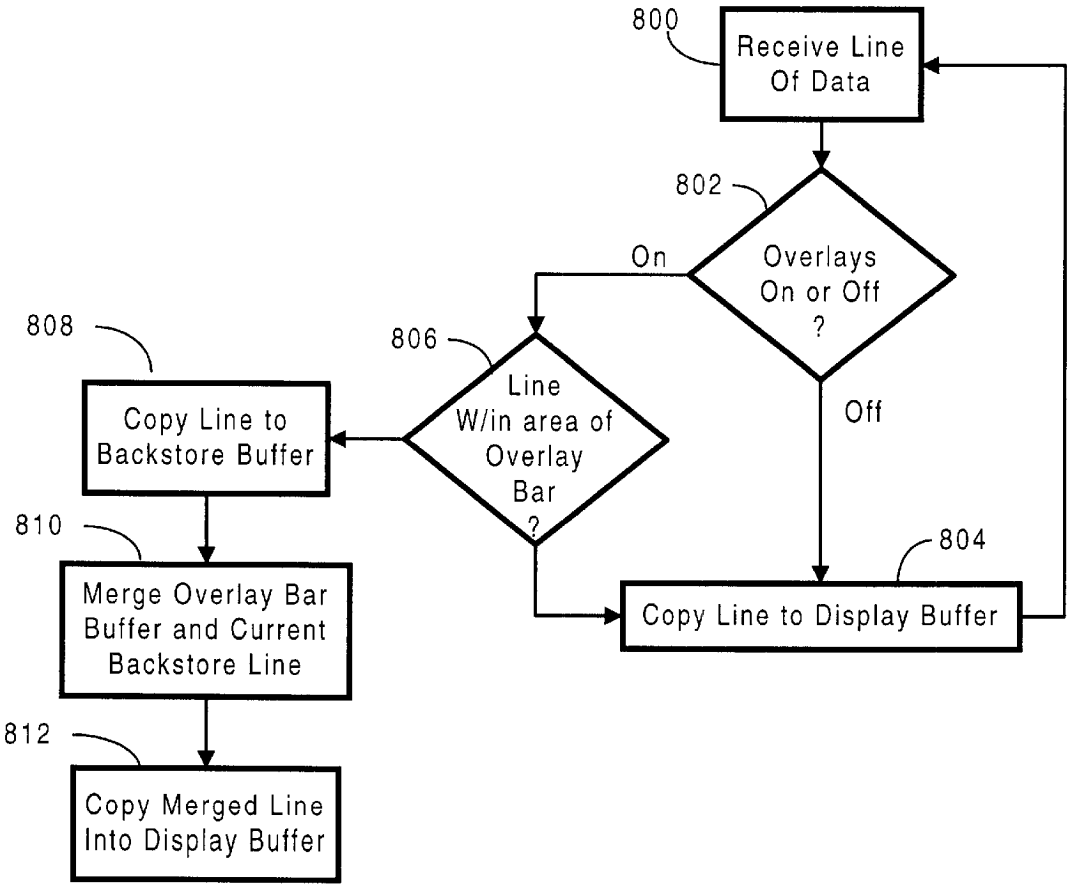 800
Receive Line
Of Data
802
Overlays
On or Off
?
On
Off
806
Line
W/in area of
Overlay
Bar
?
808
Copy Line to
Backstore Buffer
804
Copy Line to Display Buffer
810
Merge Overlay Bar
Buffer and Current
Backstore Line
812
Copy Merged Line
Into Display Buffer